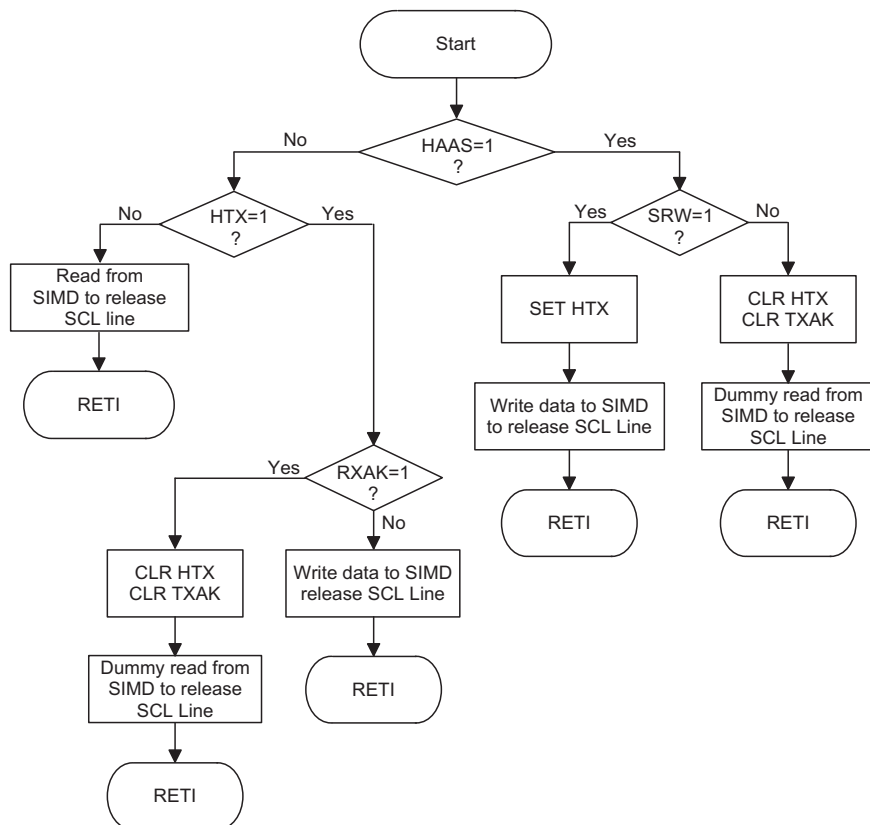 Start
HAAS=1
?
No
Yes
HTX=1
?
No
Yes
SRW=1
?
Yes
No
Read from
SIMD to release
SCL line
RETI
SET HTX
Write data to SIMD
to release SCL Line
RETI
CLR HTX
CLR TXAK
Dummy read from
SIMD to release
SCL Line
RETI
RXAK=1
?
Yes
No
CLR HTX
CLR TXAK
Dummy read from
SIMD to release
SCL Line
RETI
Write data to SIMD
release SCL Line
RETI